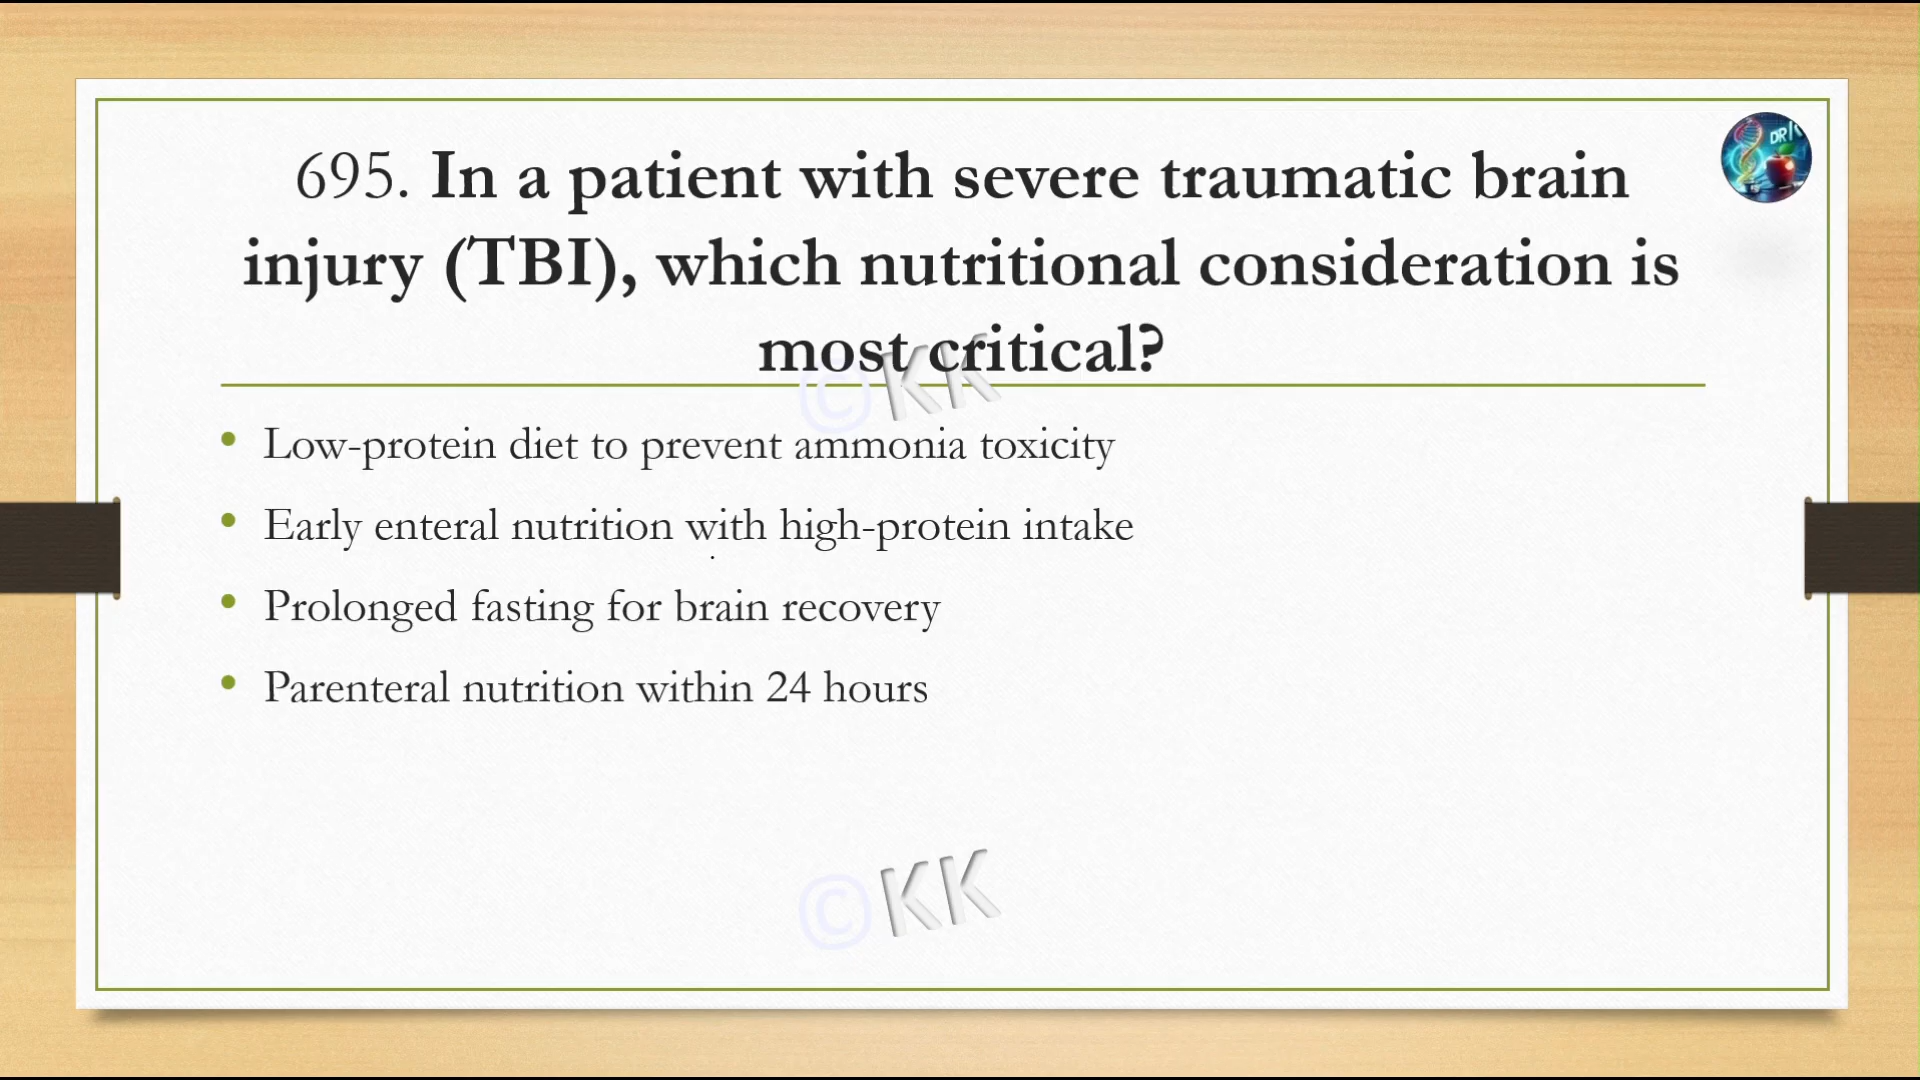 695. In a patient with severe traumatic brain
injury (TBI), which nutritional consideration is
most critical?
©KK
• Low-protein diet to prevent ammonia toxicity
• Early enteral nutrition with high-protein intake
• Prolonged fasting for brain recovery
• Parenteral nutrition within 24 hours
©KK